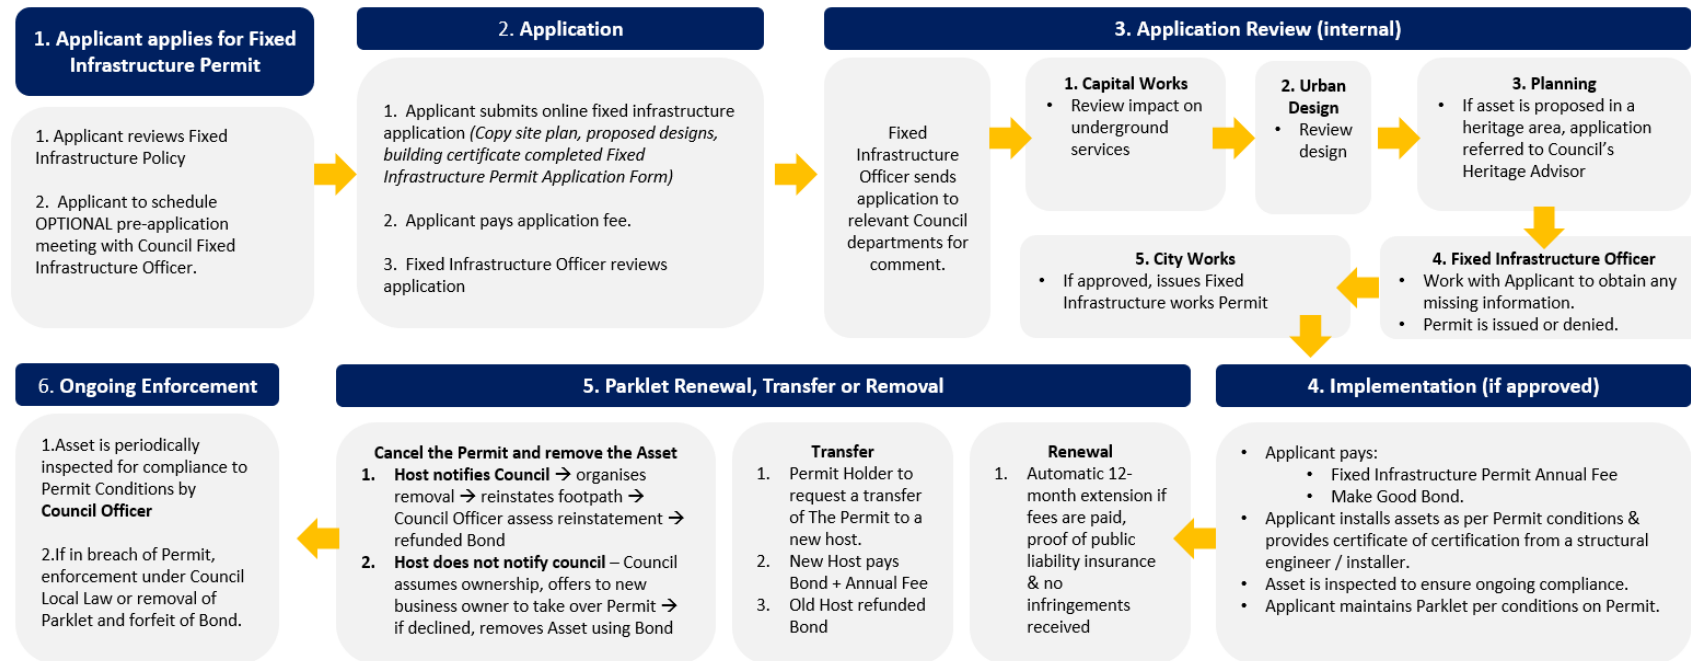 1. Applicant applies for Fixed
Infrastructure Permit
1. Applicant reviews Fixed
Infrastructure Policy
2. Applicant to schedule
OPTIONAL pre-application
meeting with Council Fixed
Infrastructure Officer.
2. Application
1. Applicant submits online fixed infrastructure
application (Copy site plan, proposed designs,
building certificate completed Fixed
Infrastructure Permit Application Form)
2. Applicant pays application fee.
3. Fixed Infrastructure Officer reviews
application
3. Application Review (internal)
Fixed
Infrastructure
Officer sends
application to
relevant Council
departments for
comment.
1. Capital Works
• Review impact on
underground
services
2. Urban
Design
• Review
design
3. Planning
• If asset is proposed in a
heritage area, application
referred to Council’s
Heritage Advisor
4. Fixed Infrastructure Officer
• Work with Applicant to obtain any
missing information.
• Permit is issued or denied.
5. City Works
• If approved, issues Fixed
Infrastructure works Permit
4. Implementation (if approved)
• Applicant pays:
• Fixed Infrastructure Permit Annual Fee
• Make Good Bond.
• Applicant installs assets as per Permit conditions &
provides certificate of certification from a structural
engineer / installer.
• Asset is inspected to ensure ongoing compliance.
• Applicant maintains Parklet per conditions on Permit.
5. Parklet Renewal, Transfer or Removal
Cancel the Permit and remove the Asset
1. Host notifies Council → organises
removal → reinstates footpath →
Council Officer assess reinstatement →
refunded Bond
2. Host does not notify council – Council
assumes ownership, offers to new
business owner to take over Permit →
if declined, removes Asset using Bond
Transfer
1. Permit Holder to
request a transfer
of The Permit to a
new host.
2. New Host pays
Bond + Annual Fee
3. Old Host refunded
Bond
Renewal
1. Automatic 12-
month extension if
fees are paid,
proof of public
liability insurance
& no
infringements
received
6. Ongoing Enforcement
1.Asset is periodically
inspected for compliance to
Permit Conditions by
Council Officer
2.If in breach of Permit,
enforcement under Council
Local Law or removal of
Parklet and forfeit of Bond.